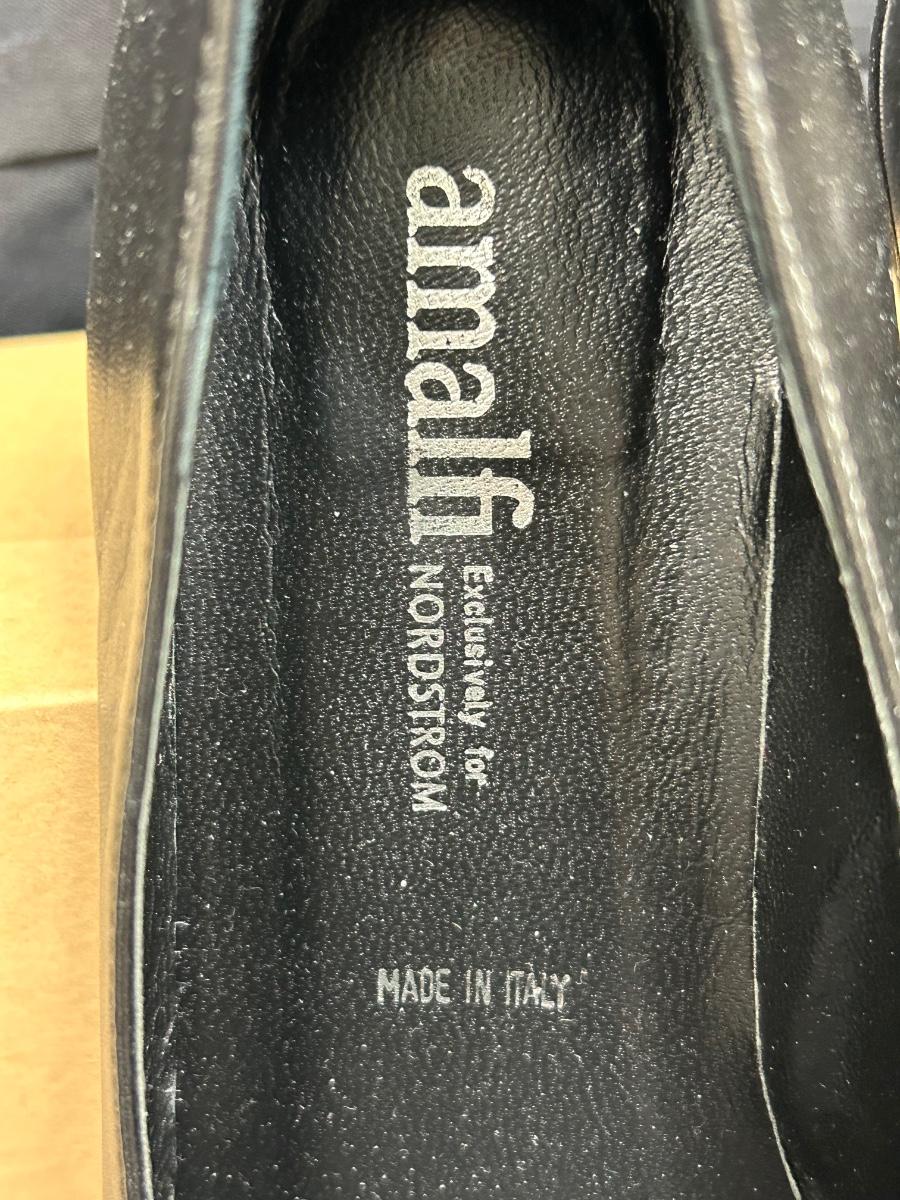 amalfi
Exclusively for
NORDSTROM
MADE IN ITALY